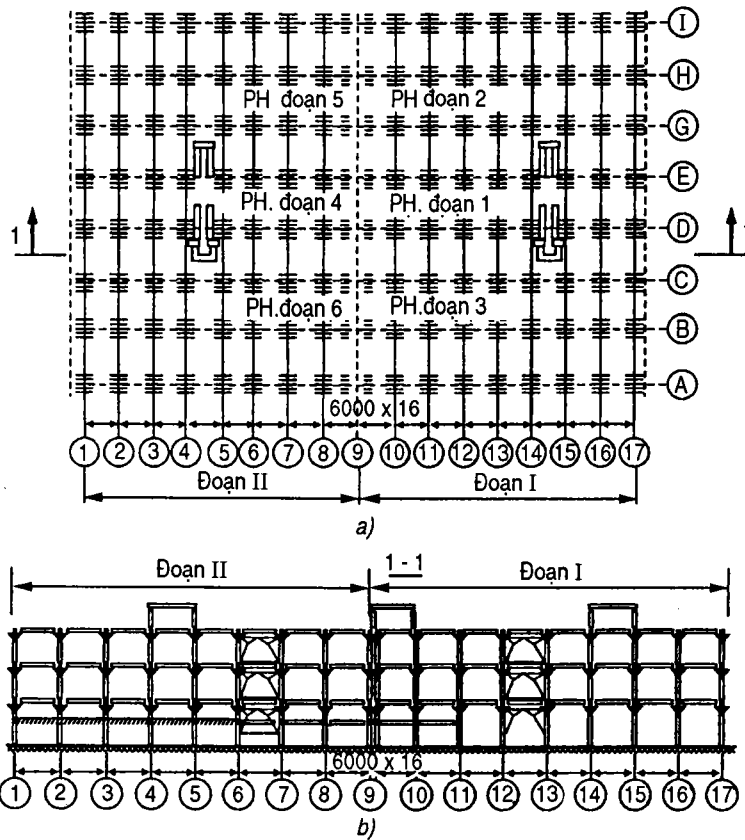 I
H
PH đoạn 5 PH đoạn 2
G
E
PH. đoạn 4 PH. đoạn 1
1
D
C
PH.đoạn 6 PH.đoạn 3
B
A
6000 x 16
1 2 3 4 5 6 7 8 9 10 11 12 13 14 15 16 17
Đoạn II Đoạn I
a)
1 - 1
Đoạn II Đoạn I
6000 x 16
1 2 3 4 5 6 7 8 9 10 11 12 13 14 15 16 17
b)